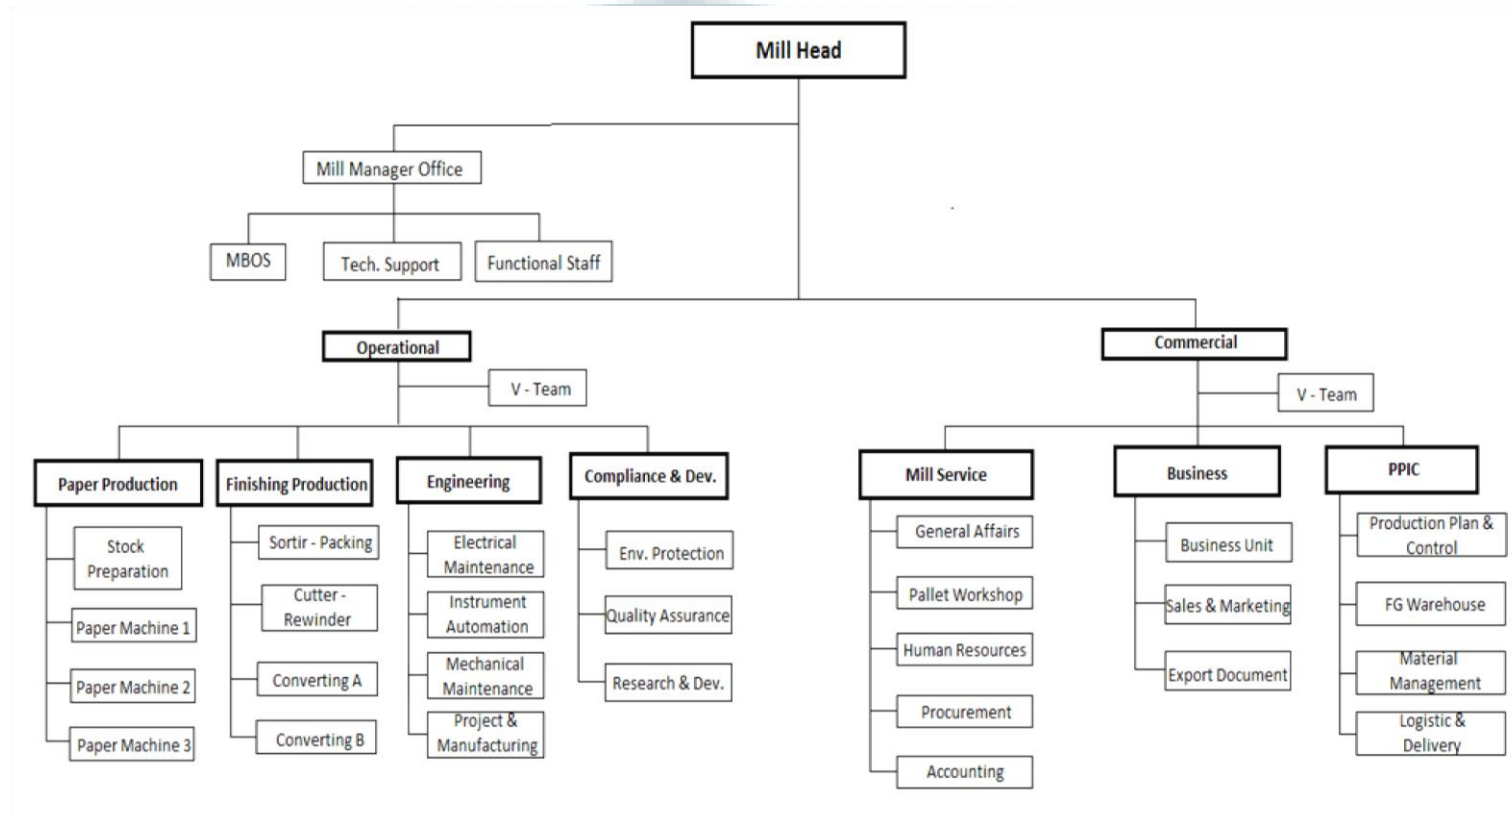 Mill Head
Mill Manager Office
MBOS
Tech. Support
Functional Staff
Operational
Commercial
V - Team
V - Team
Paper Production
Finishing Production
Engineering
Compliance & Dev.
Mill Service
Business
PPIC
Stock
Preparation
Paper Machine 1
Paper Machine 2
Paper Machine 3
Sortir - Packing
Cutter -
Rewinder
Converting A
Converting B
Electrical
Maintenance
Instrument
Automation
Mechanical
Maintenance
Project &
Manufacturing
Env. Protection
Quality Assurance
Research & Dev.
General Affairs
Pallet Workshop
Human Resources
Procurement
Accounting
Business Unit
Sales & Marketing
Export Document
Production Plan &
Control
FG Warehouse
Material
Management
Logistic &
Delivery